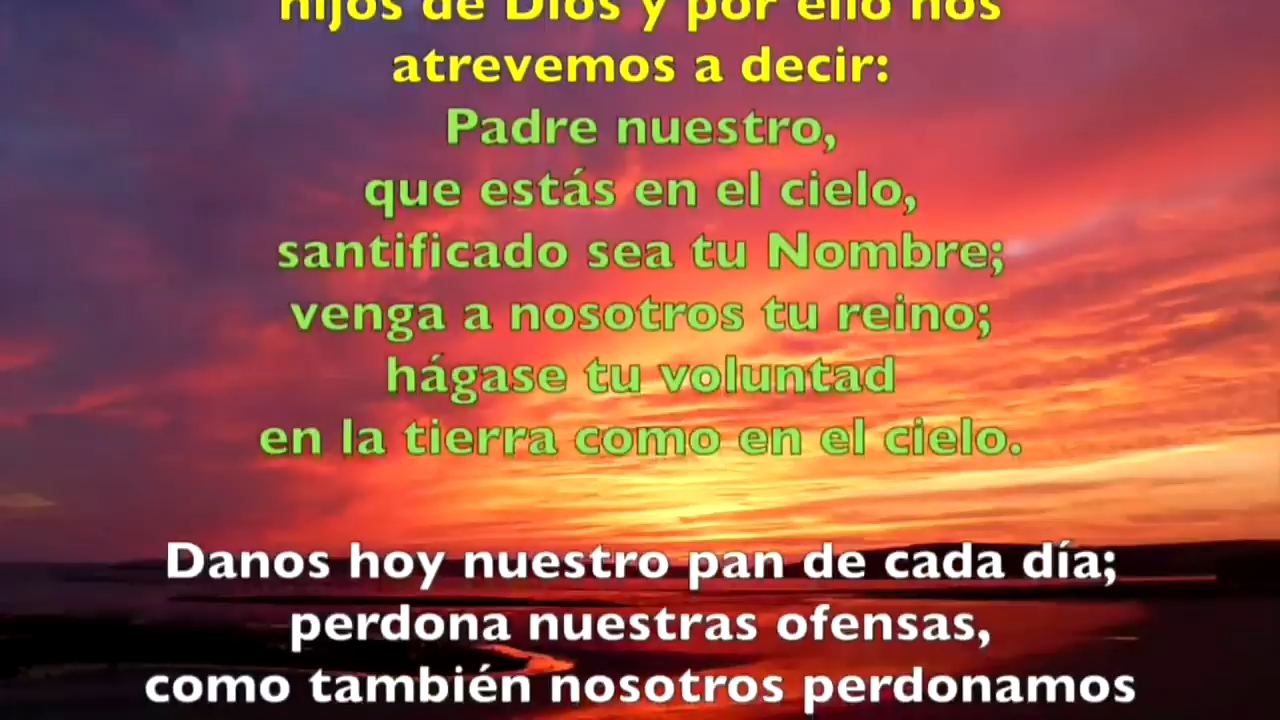 hijos de Dios y por ello nos
atrevemos a decir:
Padre nuestro,
que estás en el cielo,
santificado sea tu Nombre;
venga a nosotros tu reino;
hágase tu voluntad
en la tierra como en el cielo.
Danos hoy nuestro pan de cada día;
perdona nuestras ofensas,
como también nosotros perdonamos